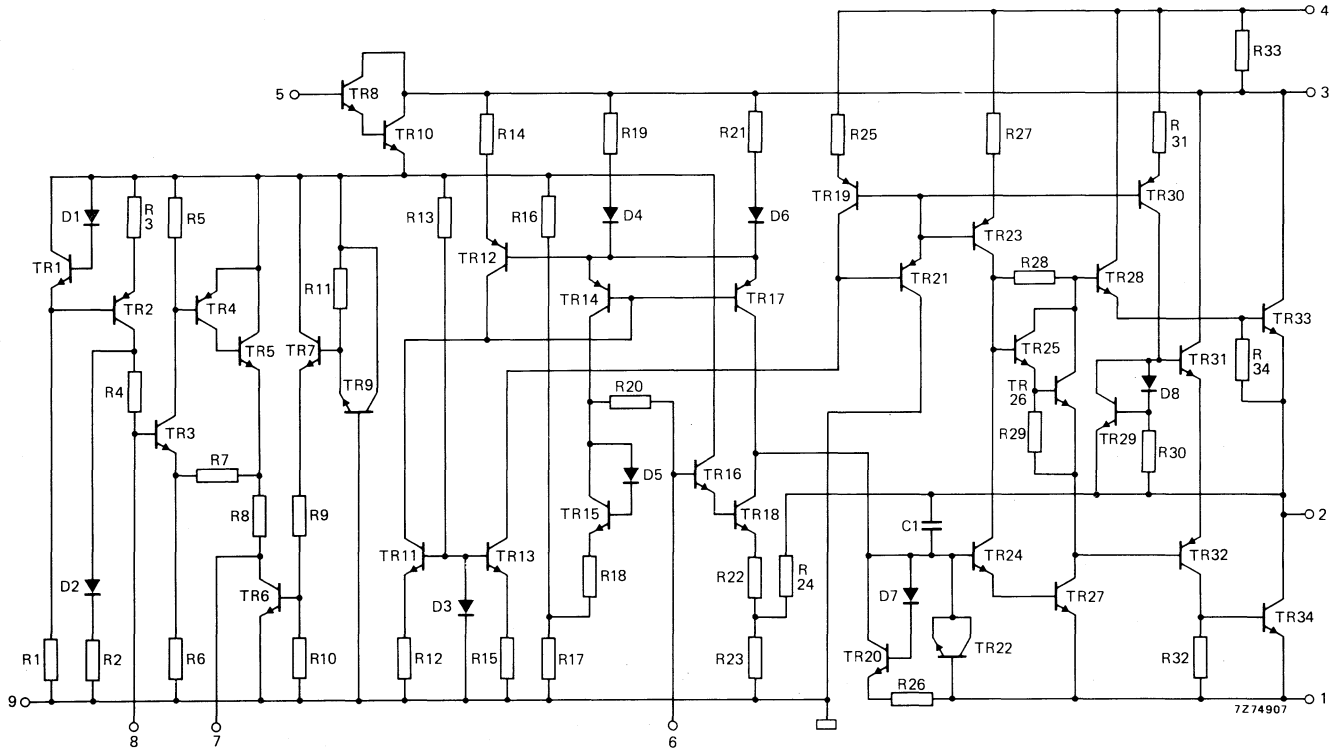 4
R33
5
TR8
3
TR10
R14
R19
R21
R25
R27
R
31
D1
R
3
R5
R13
R16
D4
D6
TR19
TR30
TR1
TR12
TR23
R11
TR2
TR4
TR14
TR17
TR21
R28
TR28
TR33
TR5
TR7
TR25
TR31
R
34
R4
TR9
R20
TR
26
D8
TR3
R29
TR29
R30
R7
D5
TR16
R8
R9
TR15
TR18
C1
2
TR11
TR13
R18
R22
R
24
TR24
TR32
D2
TR6
D3
D7
TR27
TR34
R1
R2
R6
R10
R12
R15
R17
R23
TR20
TR22
R32
R26
9
1
7Z74907
8
7
6